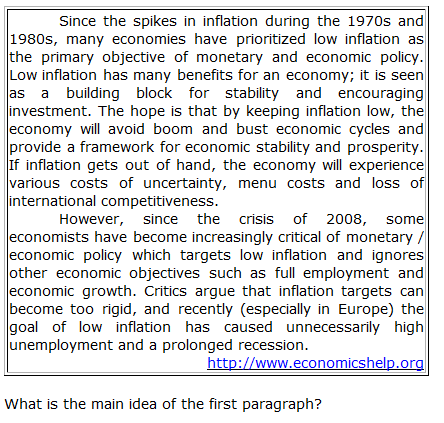 Since the spikes in inflation during the 1970s and
1980s, many economies have prioritized low inflation as
the primary objective of monetary and economic policy.
Low inflation has many benefits for an economy; it is seen
as a building block for stability and encouraging
investment. The hope is that by keeping inflation low, the
economy will avoid boom and bust economic cycles and
provide a framework for economic stability and prosperity.
If inflation gets out of hand, the economy will experience
various costs of uncertainty, menu costs and loss of
international competitiveness.
However, since the crisis of 2008, some
economists have become increasingly critical of monetary /
economic policy which targets low inflation and ignores
other economic objectives such as full employment and
economic growth. Critics argue that inflation targets can
become too rigid, and recently (especially in Europe) the
goal of low inflation has caused unnecessarily high
unemployment and a prolonged recession.
http://www.economicshelp.org
What is the main idea of the first paragraph?